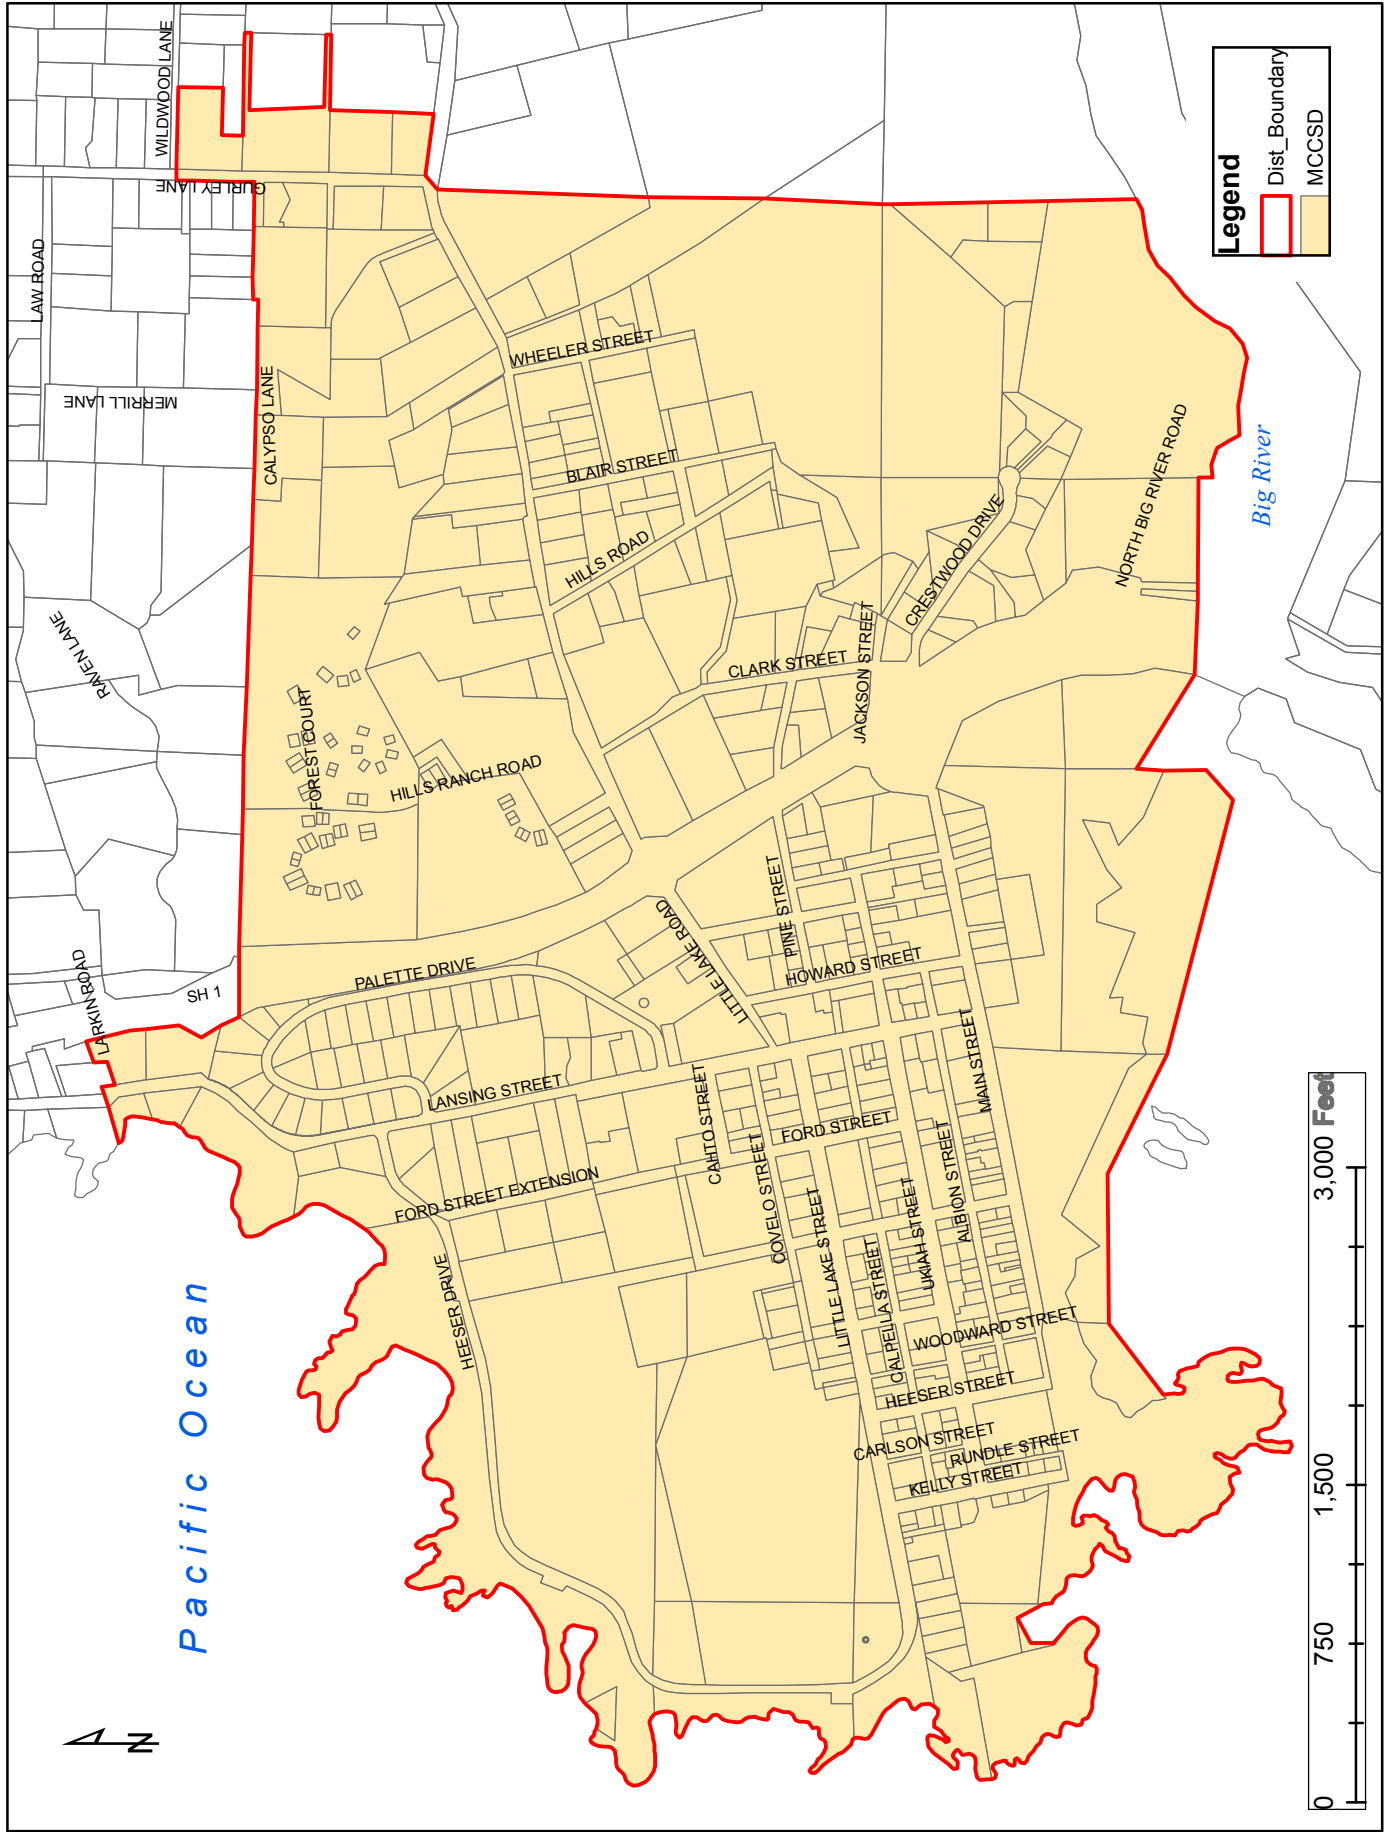 WILDWOOD LANE
GURLEY LANE
LAW ROAD
MERRILL LANE
CALYPSO LANE
RAVEN LANE
LARKIN ROAD
SH 1
Legend
Dist_Boundary
MCCSD
WHEELER STREET
BLAIR STREET
HILLS ROAD
FOREST COURT
HILLS RANCH ROAD
CLARK STREET
JACKSON STREET
CRESTWOOD DRIVE
NORTH BIG RIVER ROAD
Big River
PALETTE DRIVE
LITTLE LAKE ROAD
PINE STREET
HOWARD STREET
LANSING STREET
MAIN STREET
CAHTO STREET
FORD STREET
FORD STREET EXTENSION
COVELO STREET
LITTLE LAKE STREET
CALPELLA STREET
UKIAH STREET
ALBION STREET
HEESER DRIVE
WOODWARD STREET
HEESER STREET
CARLSON STREET
RUNDLE STREET
KELLY STREET
Pacific Ocean
N
0 750 1,500 3,000 Feet